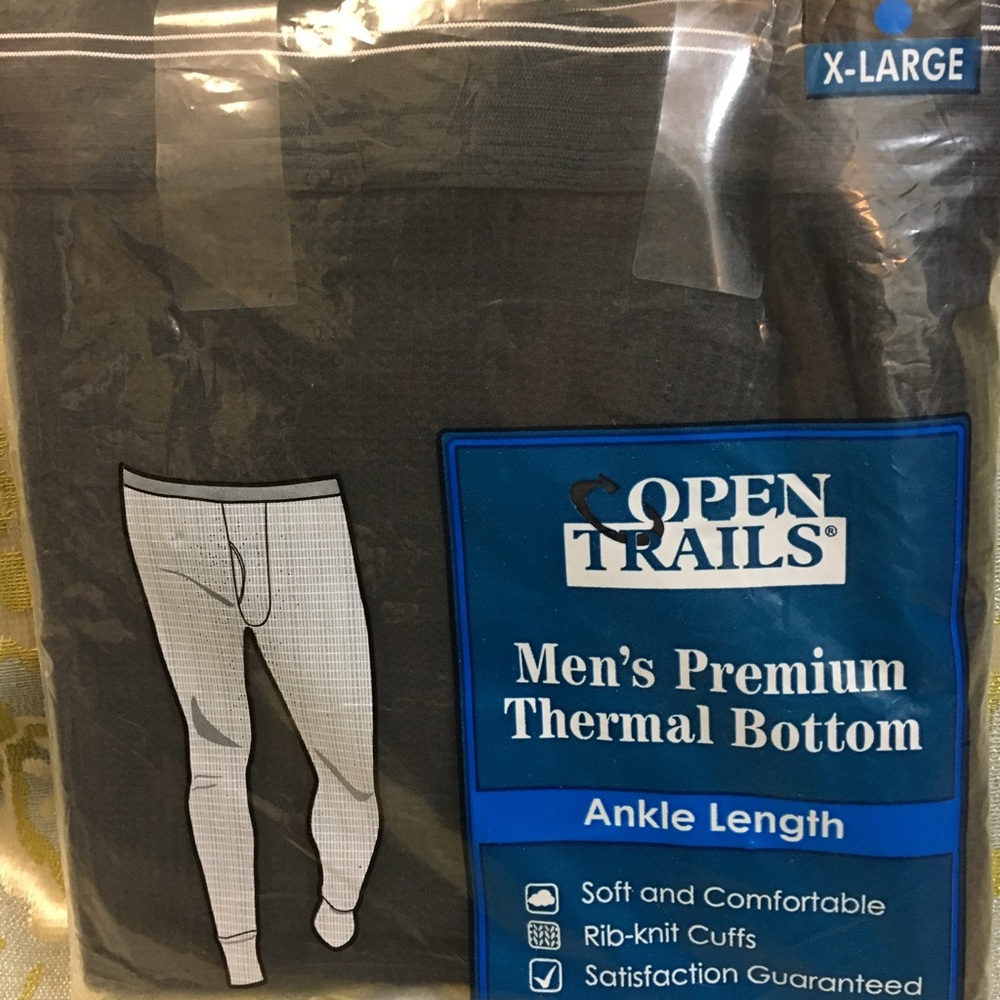 X-LARGE
OPEN
TRAILS®
Men's Premium
Thermal Bottom
Ankle Length
Soft and Comfortable
Rib-knit Cuffs
Satisfaction Guaranteed